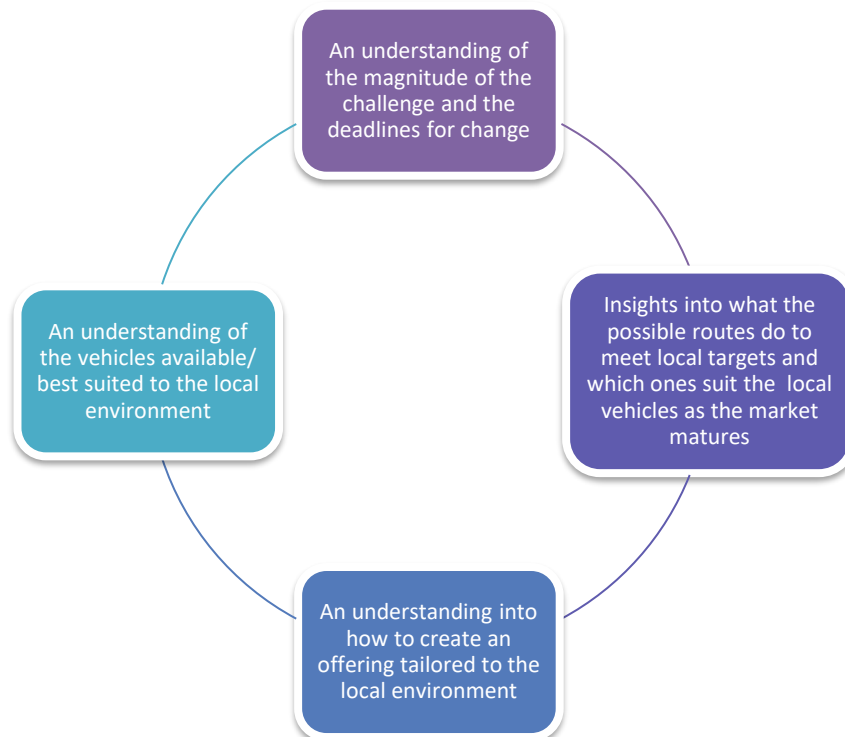 An understanding of
the magnitude of the
challenge and the
deadlines for change
Insights into what the
possible routes do to
meet local targets and
which ones suit the  local
vehicles as the market
matures
An understanding into
how to create an
offering tailored to the
local environment
An understanding of
the vehicles available/
best suited to the local
environment